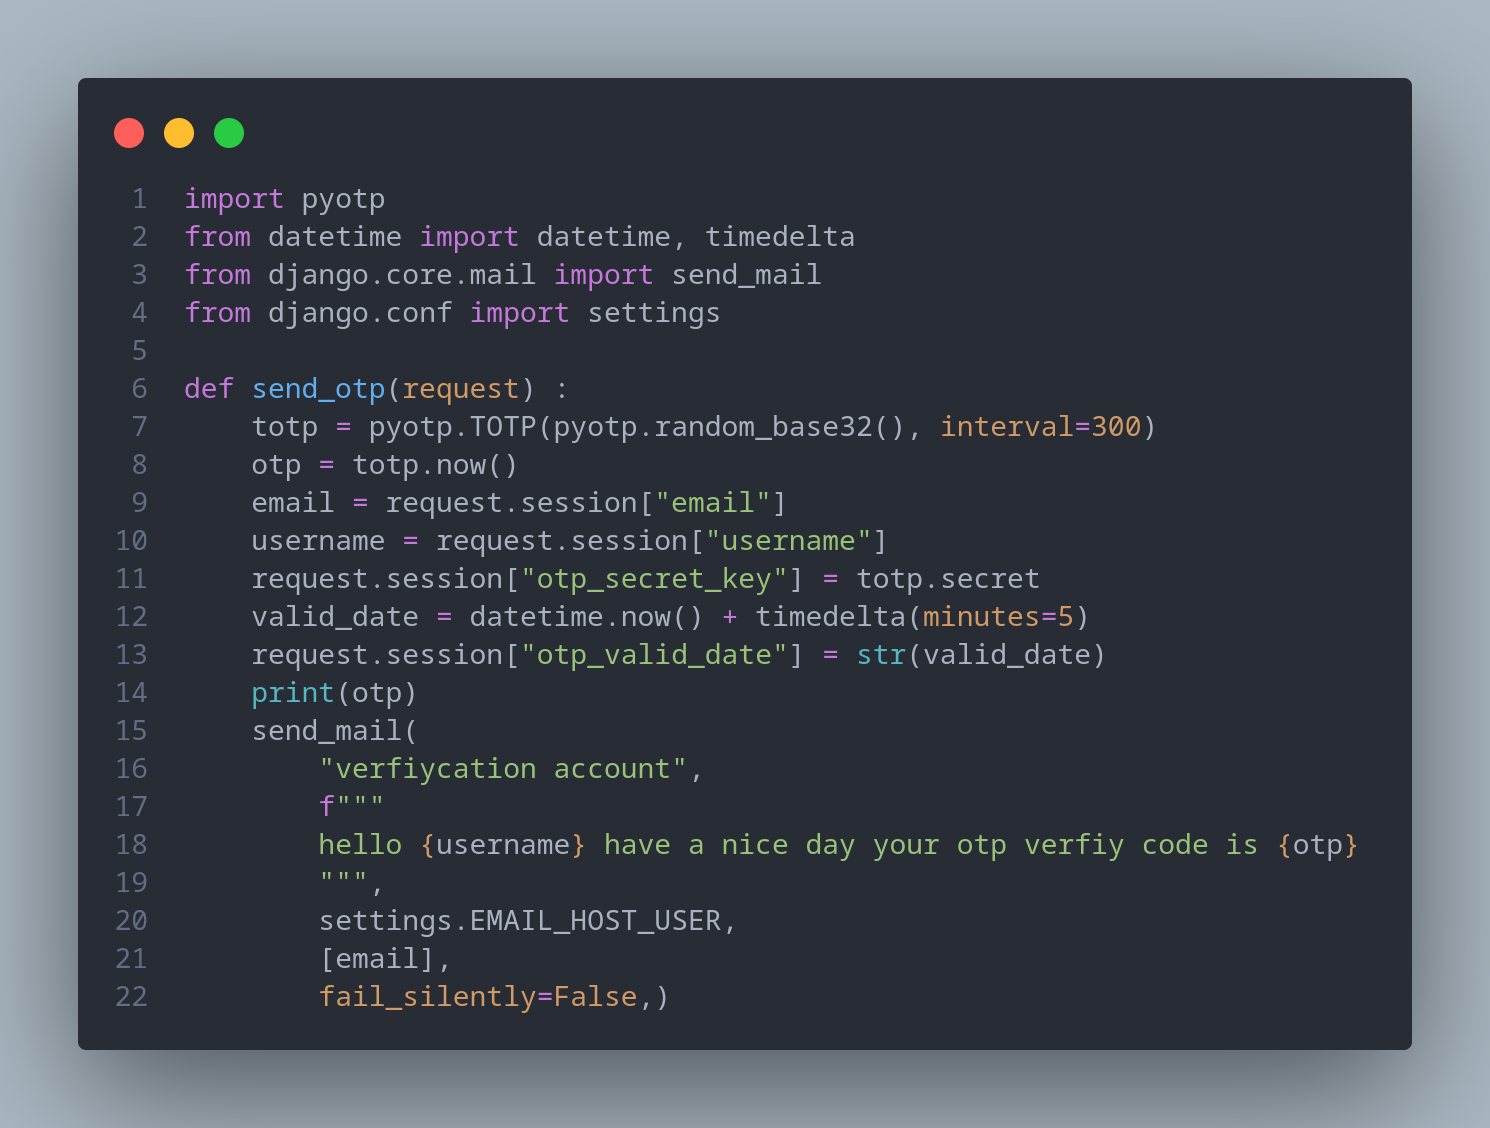 1 import pyotp
2 from datetime import datetime, timedelta
3 from django.core.mail import send_mail
4 from django.conf import settings
5
6 def send_otp(request) :
7     totp = pyotp.TOTP(pyotp.random_base32(), interval=300)
8     otp = totp.now()
9     email = request.session["email"]
10     username = request.session["username"]
11     request.session["otp_secret_key"] = totp.secret
12     valid_date = datetime.now() + timedelta(minutes=5)
13     request.session["otp_valid_date"] = str(valid_date)
14     print(otp)
15     send_mail(
16         "verfiycation account",
17         f"""
18         hello {username} have a nice day your otp verfiy code is {otp}
19         """,
20         settings.EMAIL_HOST_USER,
21         [email],
22         fail_silently=False,)